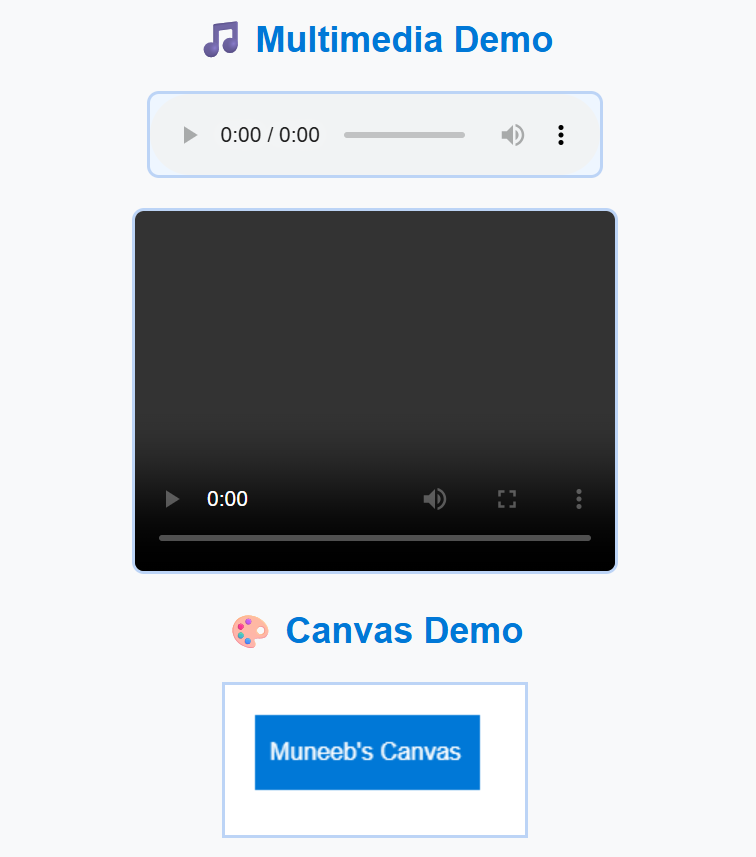 🎵 Multimedia Demo
0:00 / 0:00
0:00
🎨 Canvas Demo
Muneeb's Canvas